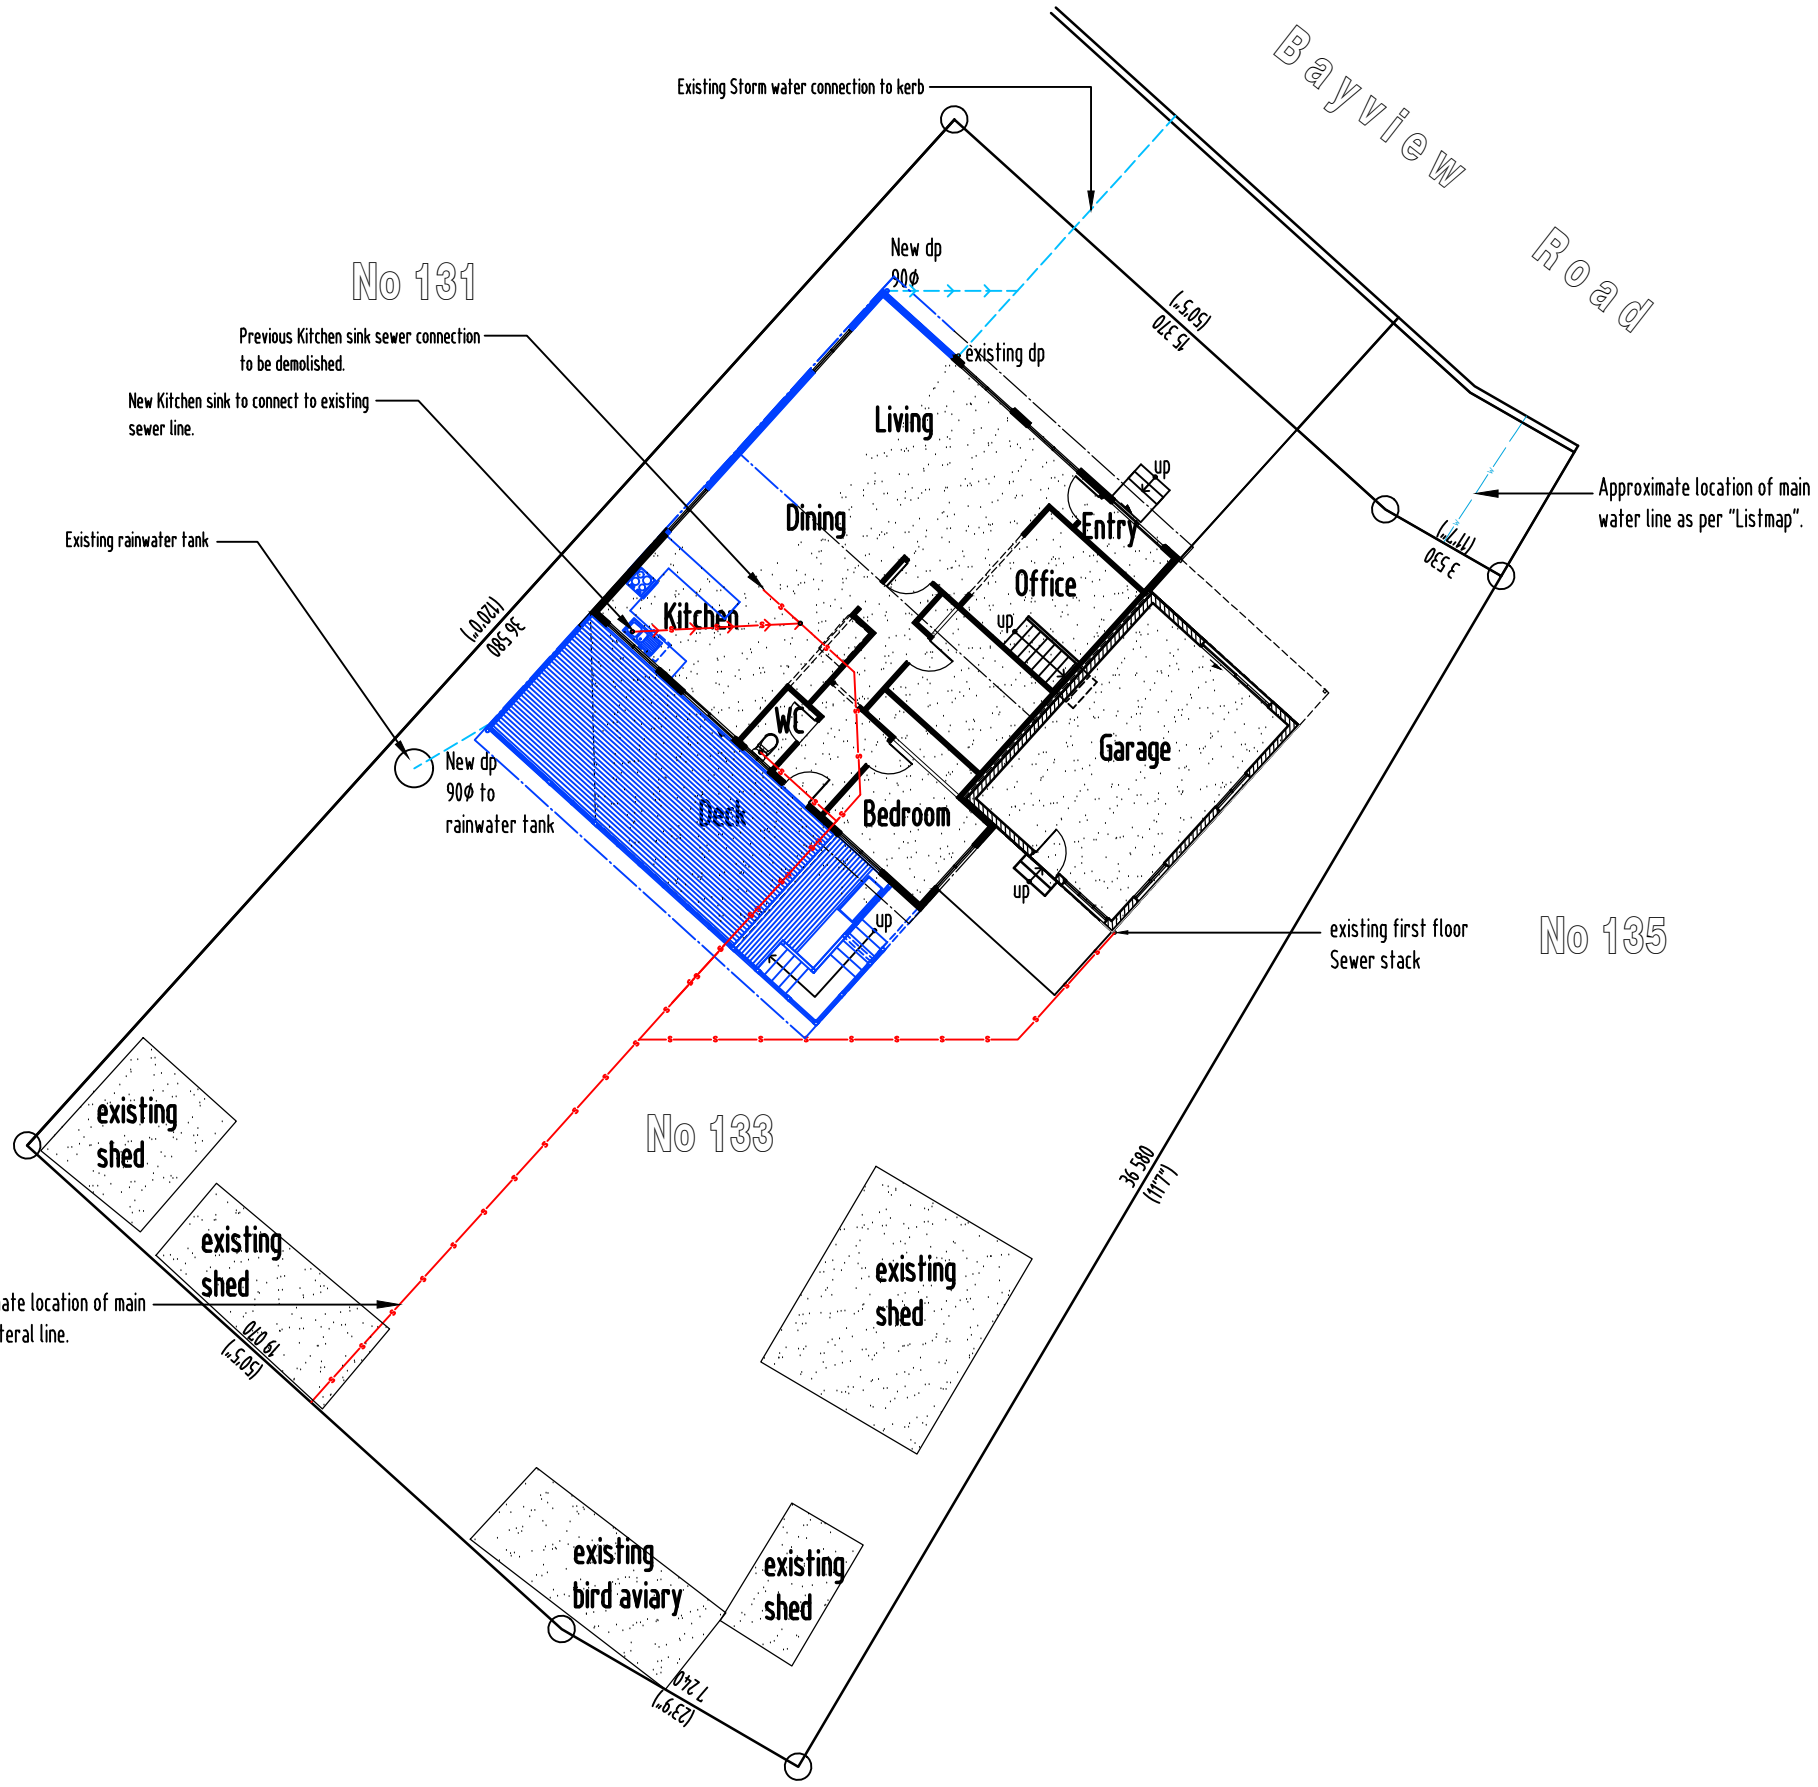 Bayview
Road
Existing Storm water connection to kerb
No 131
New dp
90Ø
(50'5")
15 370
Previous Kitchen sink sewer connection
to be demolished.
existing dp
New Kitchen sink to connect to existing
sewer line.
Living
up
Approximate location of main
water line as per "Listmap".
Dining
Entry
(11'7")
3 530
Existing rainwater tank
Office
(120'0")
36 580
Kitchen
up
WC
Garage
New dp
90Ø to
rainwater tank
Deck
Bedroom
up
up
existing first floor
Sewer stack
No 135
existing
shed
No 133
36 580
(11'7")
existing
shed
existing
shed
ate location of main
teral line.
19 070
(50'5")
existing
bird aviary
existing
shed
7 240
(23'9")